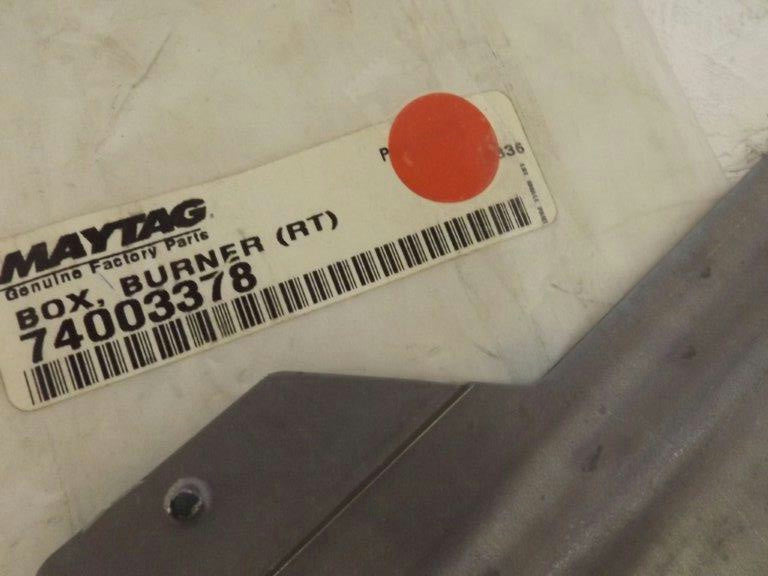 MAYTAG
Genuine Factory Parts
BOX, BURNER (RT)
74003378